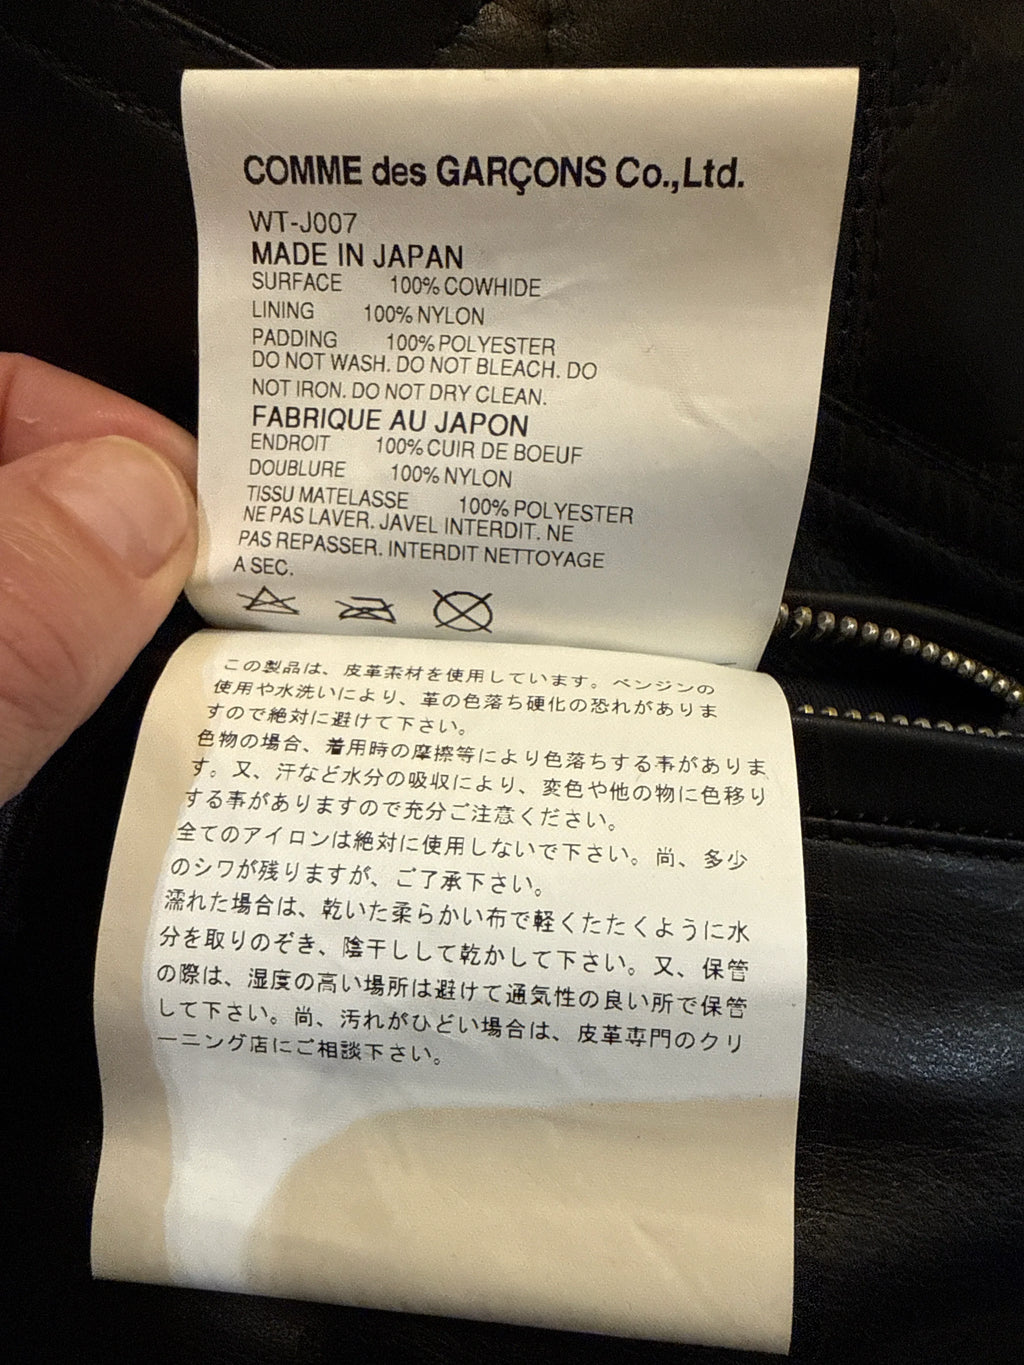 COMME des GARÇONS Co.,Ltd.
WT-J007
MADE IN JAPAN
SURFACE 100% COWHIDE
LINING 100% NYLON
PADDING 100% POLYESTER
DO NOT WASH. DO NOT BLEACH. DO
NOT IRON. DO NOT DRY CLEAN.
FABRIQUE AU JAPON
ENDROIT 100% CUIR DE BOEUF
DOUBLURE 100% NYLON
TISSU MATELASSE 100% POLYESTER
NE PAS LAVER. JAVEL INTERDIT. NE
PAS REPASSER. INTERDIT NETTOYAGE
A SEC.
この製品は、皮革素材を使用しています。ベンジンの
使用や水洗いにより、革の色落ち硬化の恐れがありま
すので絶対に避けて下さい。
色物の場合、着用時の摩擦等により色落ちする事がありま
す。又、汗など水分の吸収により、変色や他の物に色移り
する事がありますので充分ご注意ください。
全てのアイロンは絶対に使用しないで下さい。尚、多少
のシワが残りますが、ご了承下さい。
濡れた場合は、乾いた柔らかい布で軽くたたくように水
分を取りのぞき、陰干しして乾かして下さい。又、保管
の際は、湿度の高い場所は避けて通気性の良い所で保管
して下さい。尚、汚れがひどい場合は、皮革専門のクリ
ーニング店にご相談下さい。